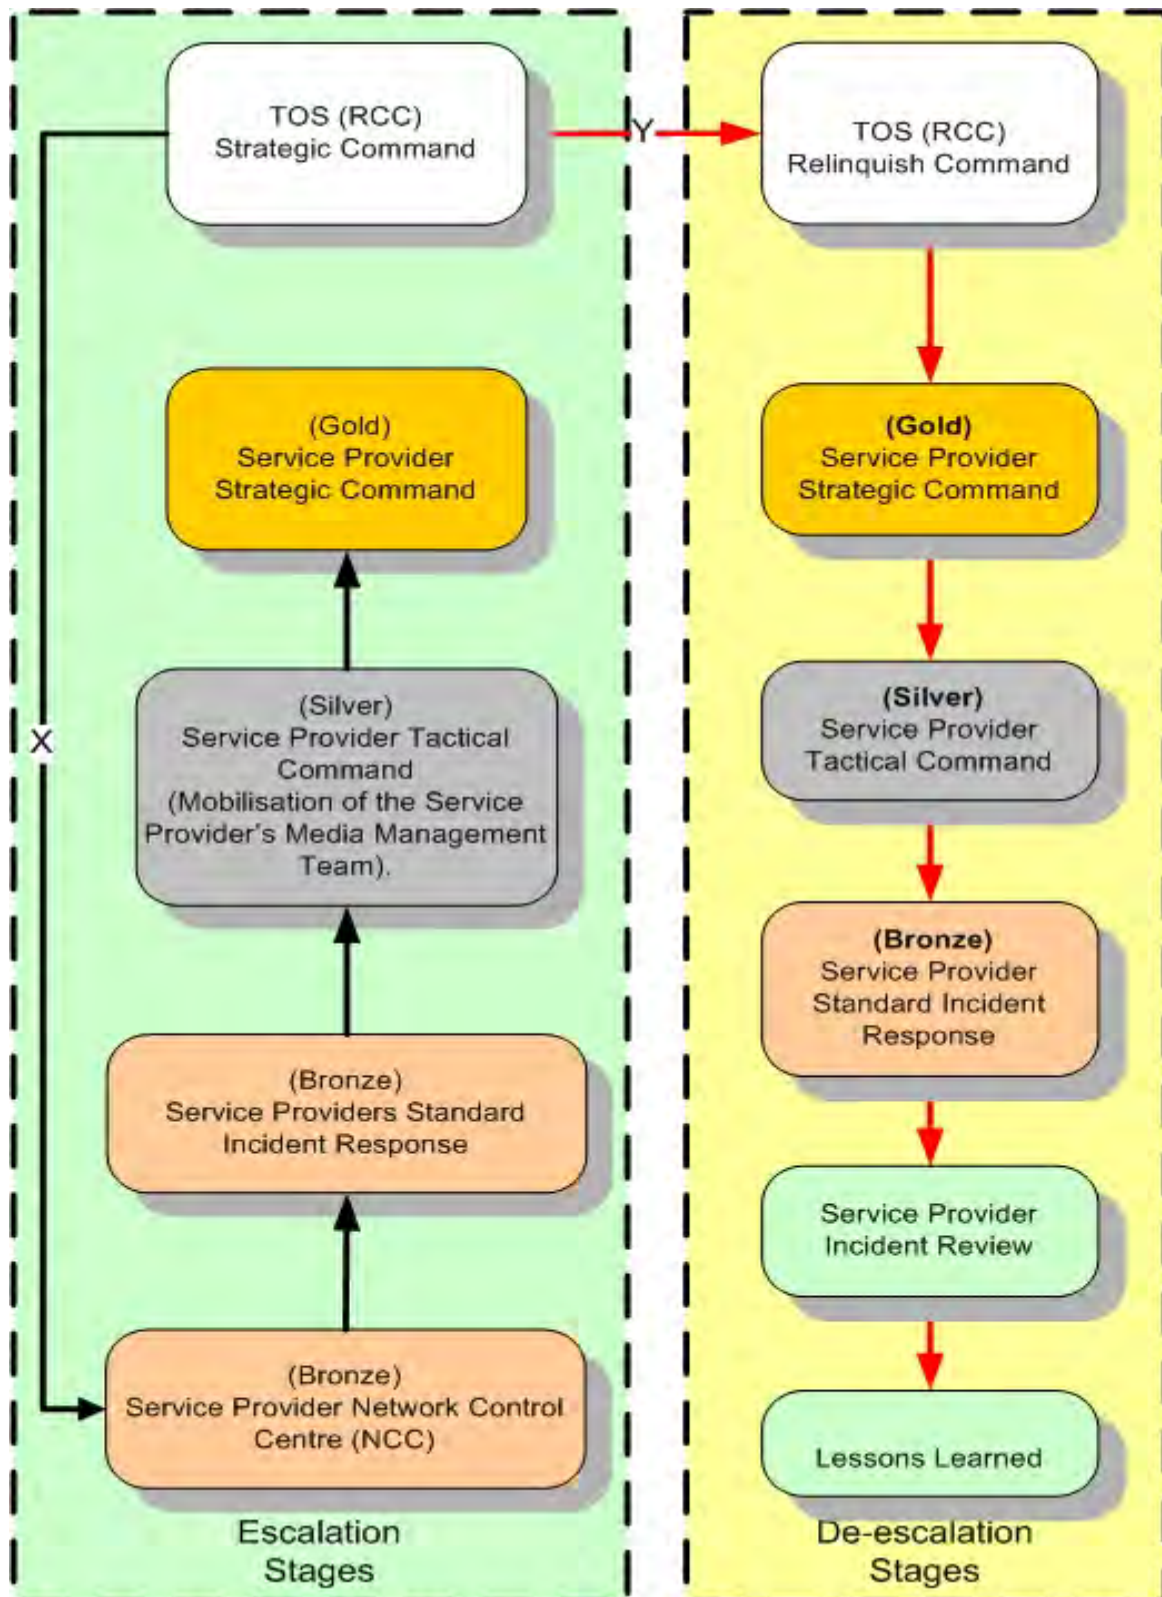 TOS (RCC)
Strategic Command
(Gold)
Service Provider
Strategic Command
(Silver)
Service Provider Tactical
Command
(Mobilisation of the Service
Provider's Media Management
Team).
X
(Bronze)
Service Providers Standard
Incident Response
(Bronze)
Service Provider Network Control
Centre (NCC)
Escalation
Stages
Y
TOS (RCC)
Relinquish Command
(Gold)
Service Provider
Strategic Command
(Silver)
Service Provider
Tactical Command
(Bronze)
Service Provider
Standard Incident
Response
Service Provider
Incident Review
Lessons Learned
De-escalation
Stages